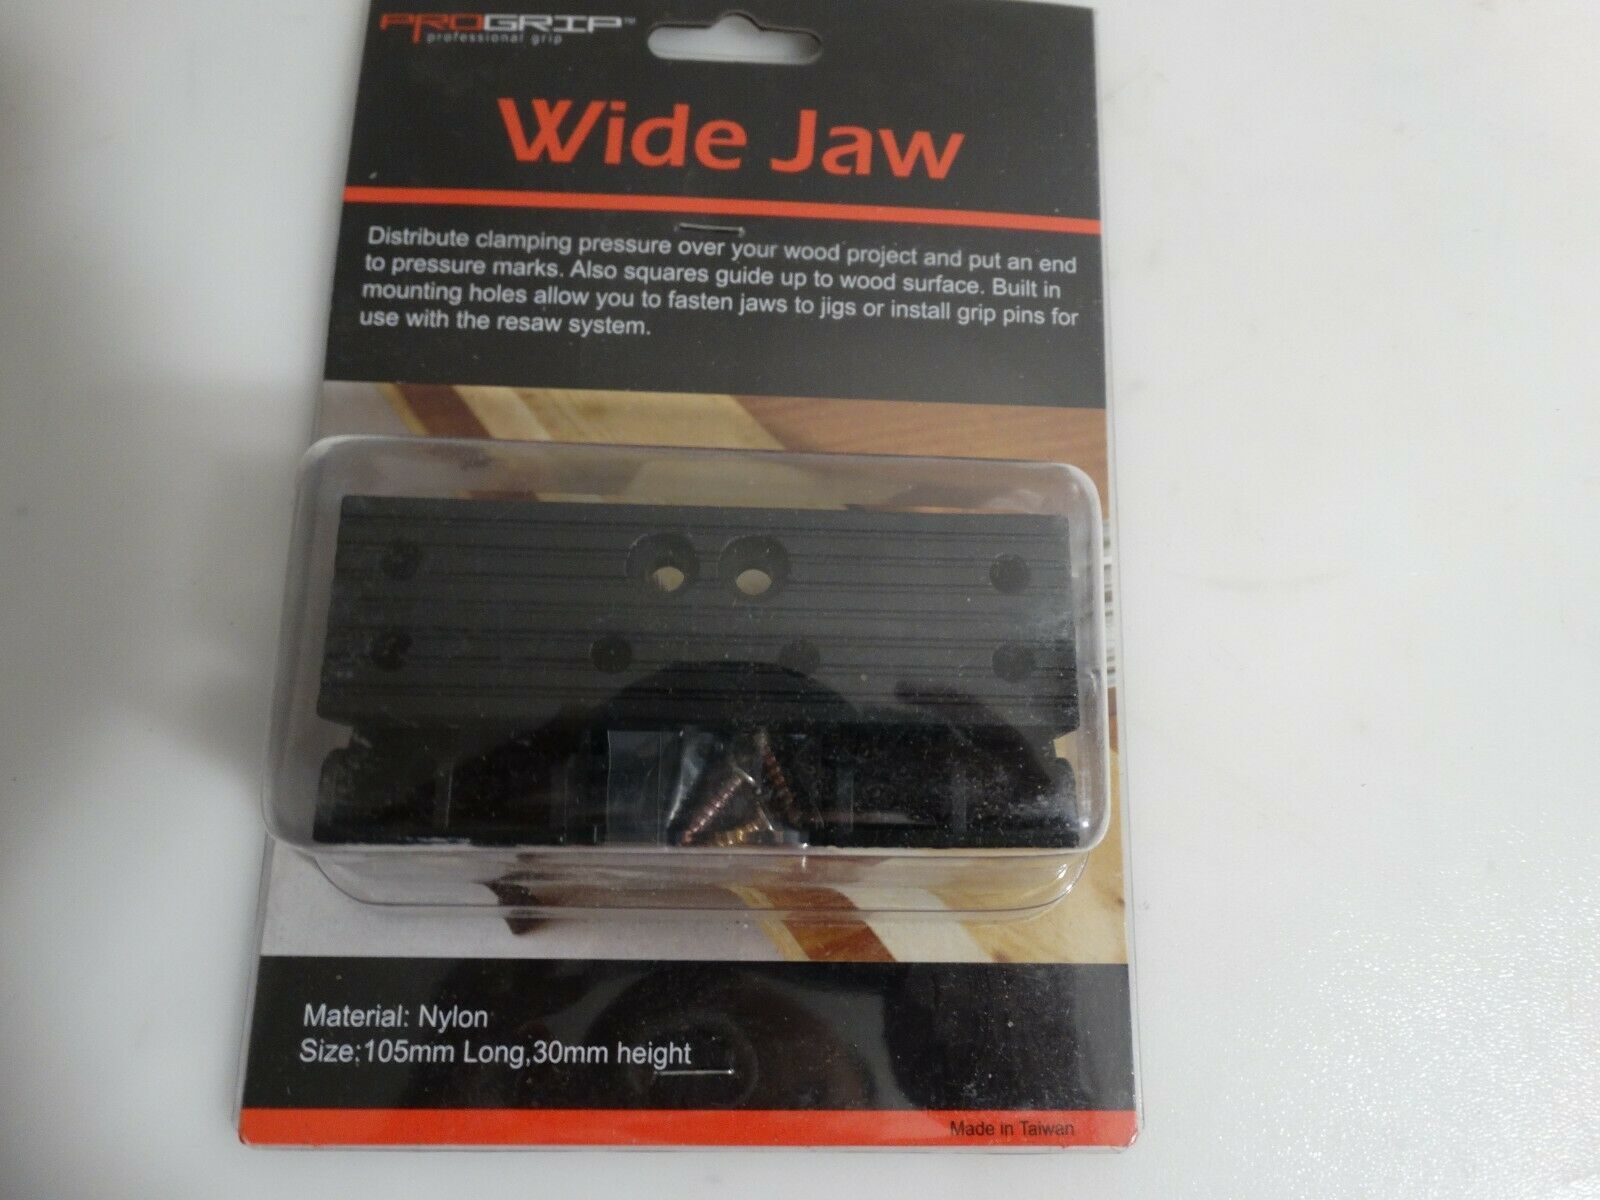 PROGRIP™
professional grip
Wide Jaw
Distribute clamping pressure over your wood project and put an end
to pressure marks. Also squares guide up to wood surface. Built in
mounting holes allow you to fasten jaws to jigs or install grip pins for
use with the resaw system.
Material: Nylon
Size:105mm Long,30mm height
Made in Taiwan